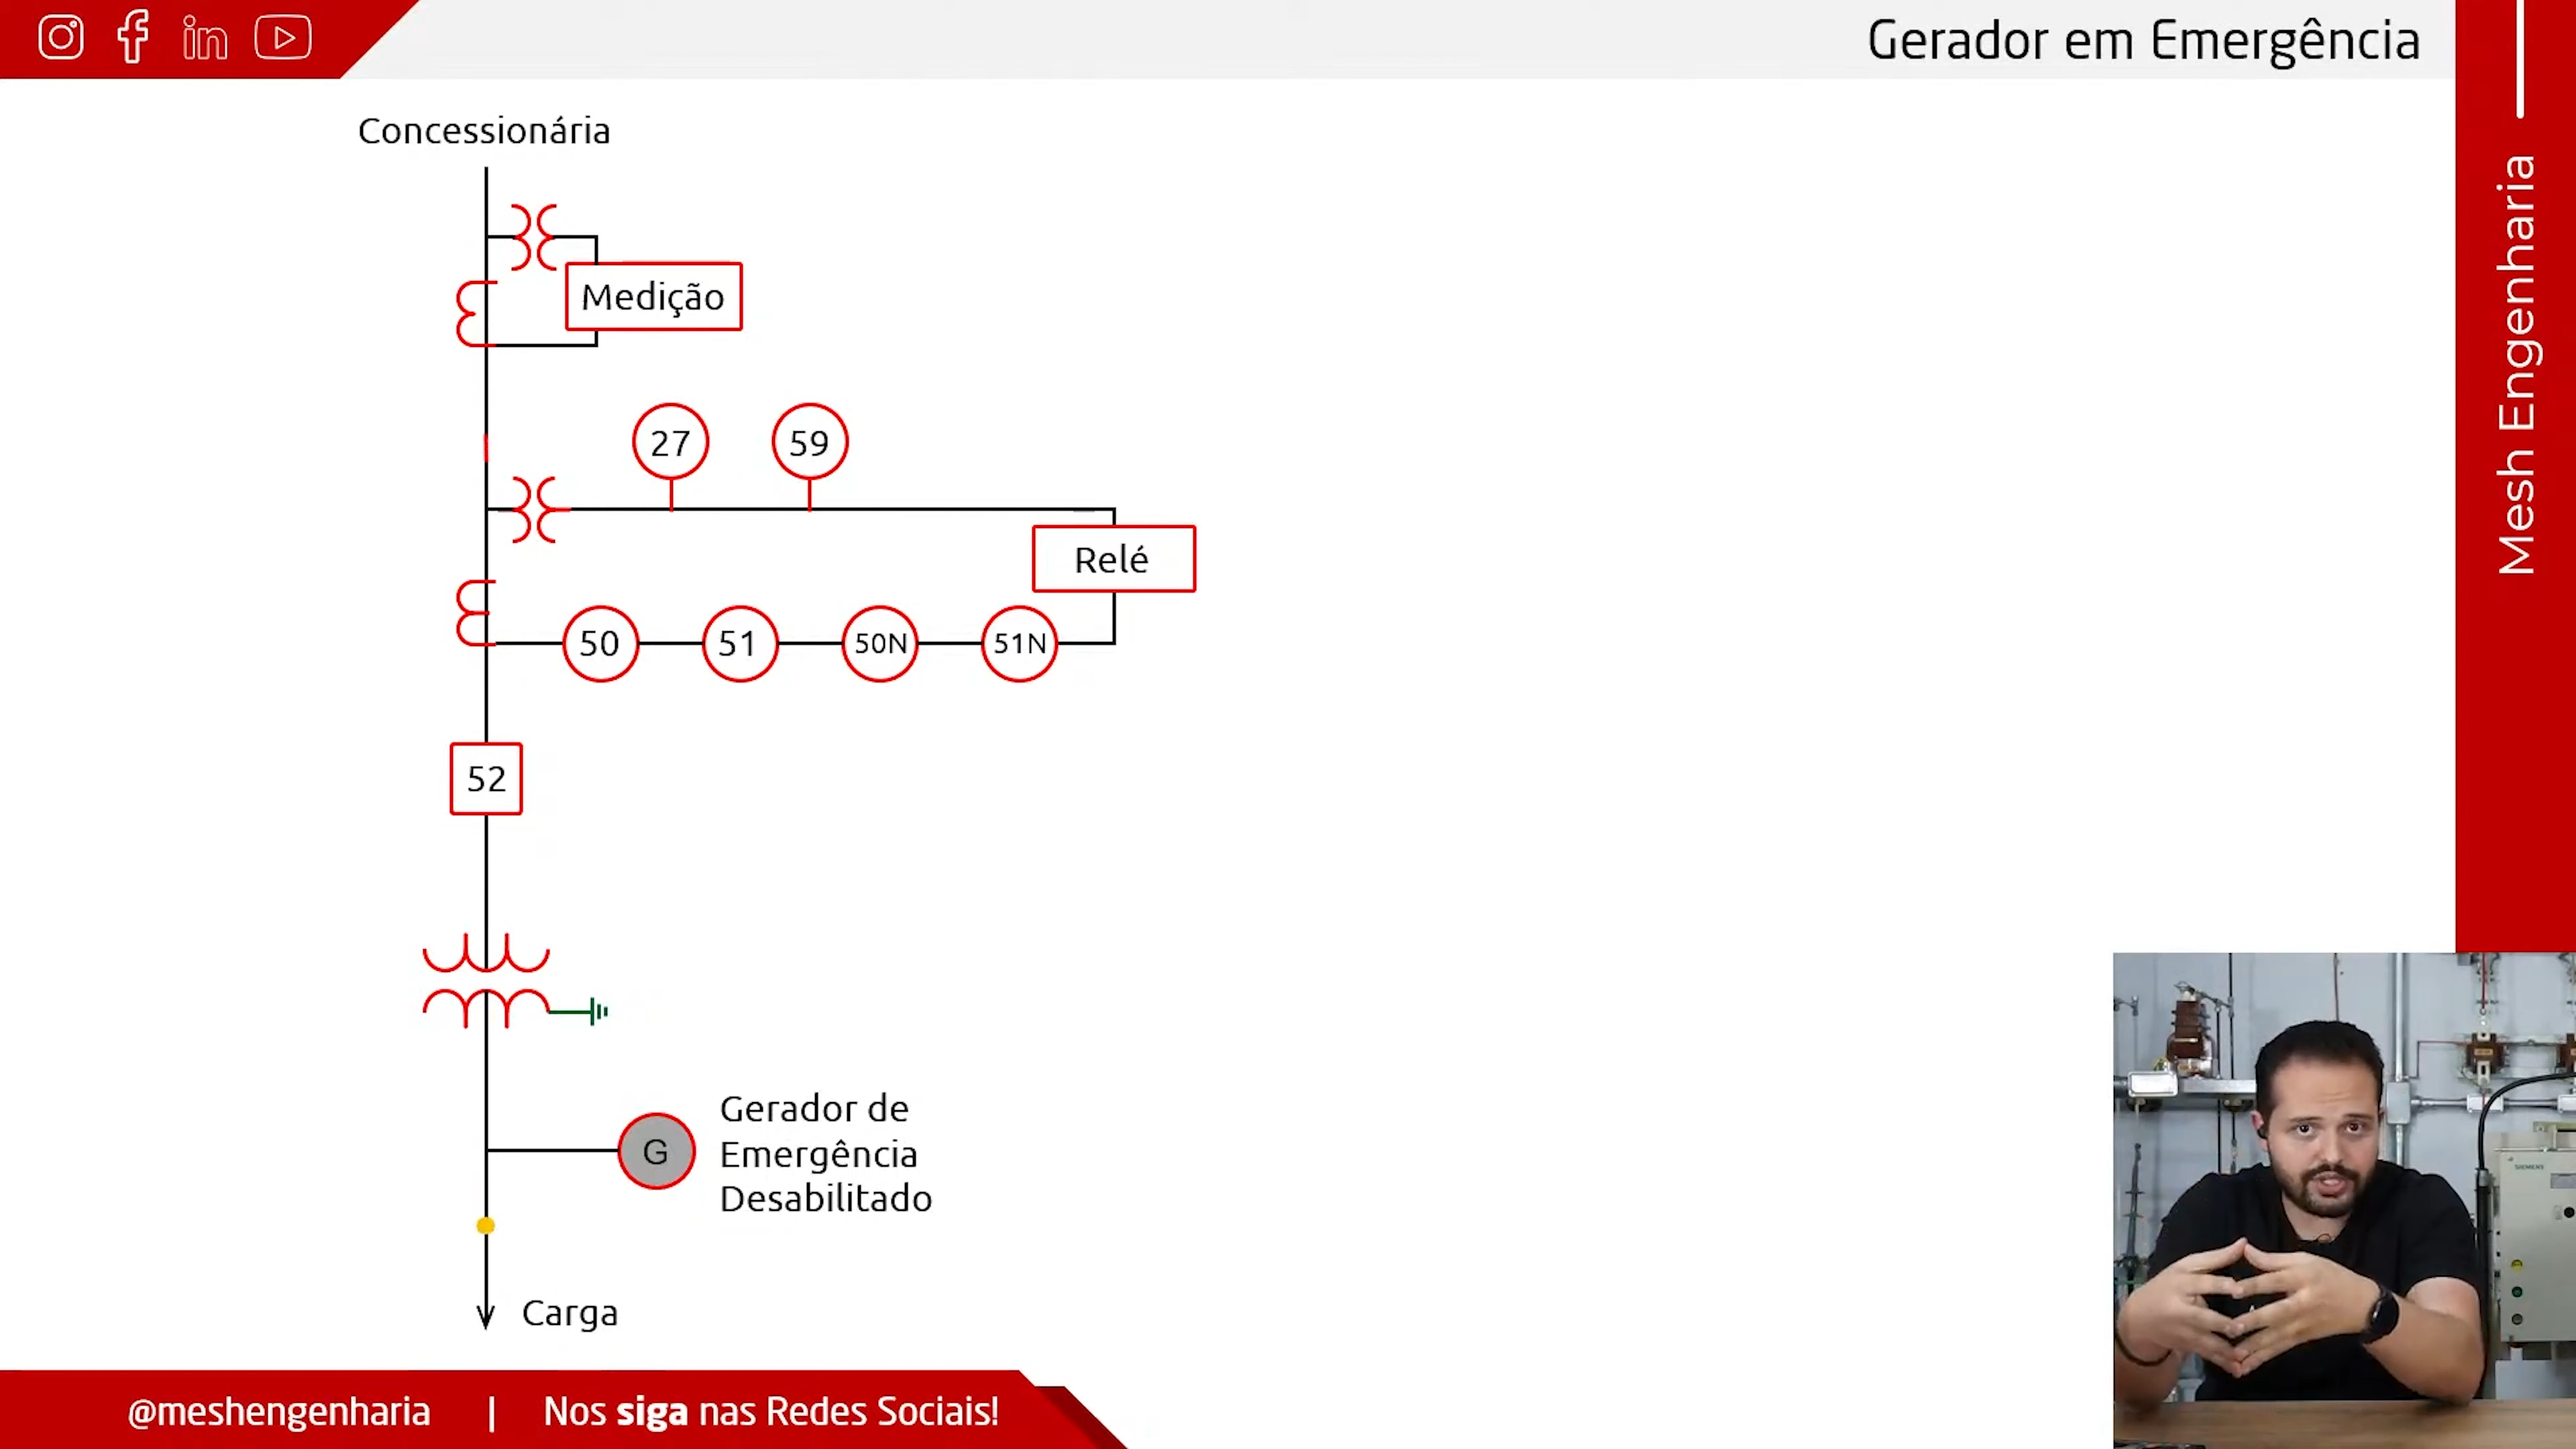 Gerador em Emergência
Mesh Engenharia
Concessionária
Medição
27
59
Relé
50
51
50N
51N
52
G
Gerador de
Emergência
Desabilitado
Carga
@meshengenharia | Nos siga nas Redes Sociais!
SIEMENS